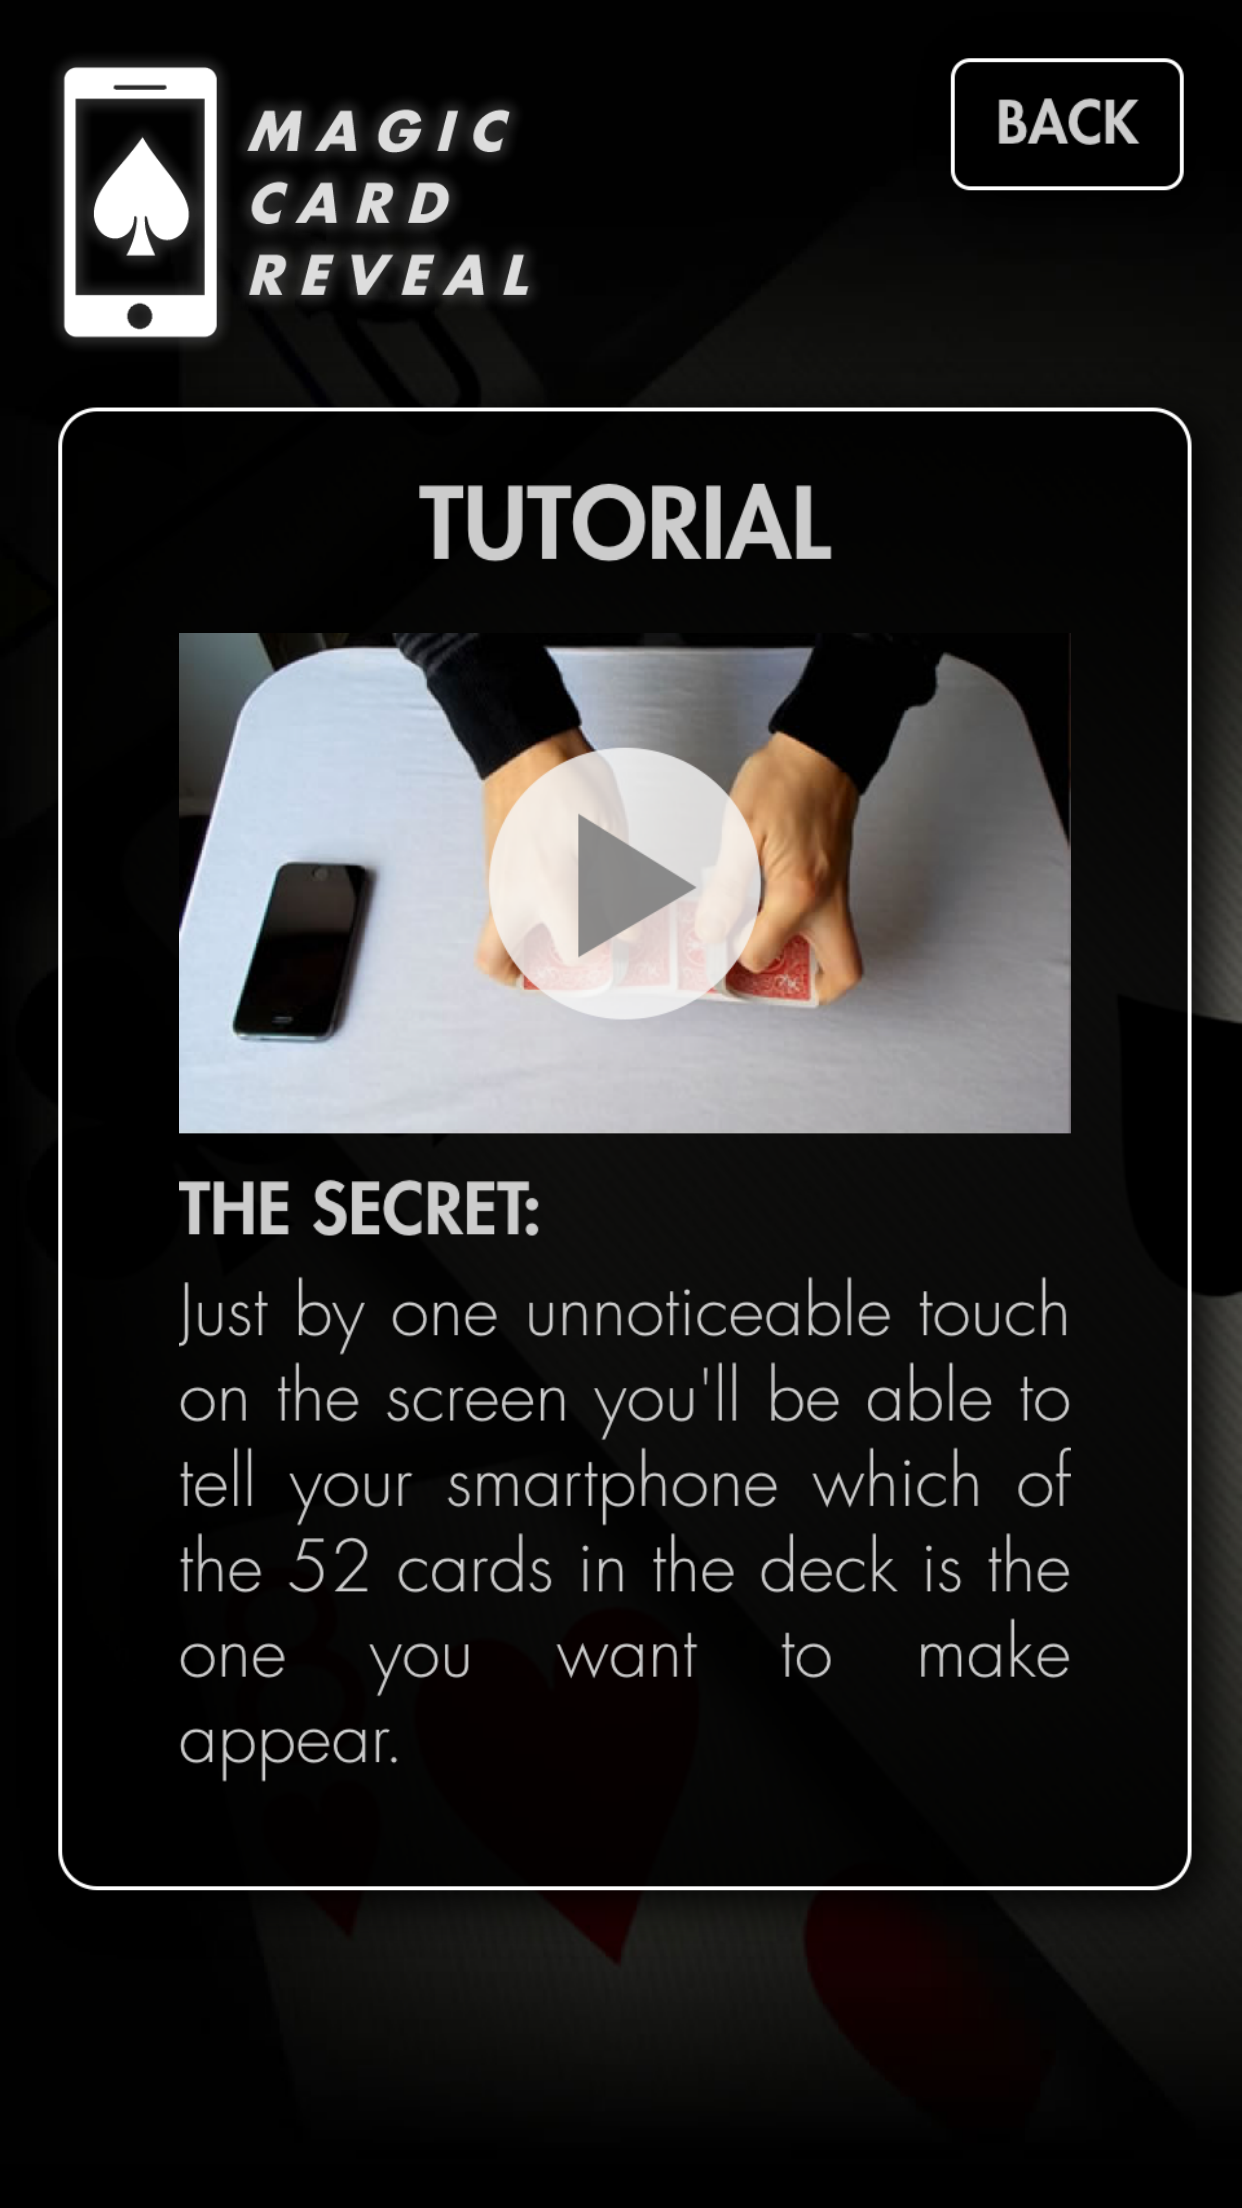 MAGIC
CARD
REVEAL
BACK
TUTORIAL
THE SECRET:
Just by one unnoticeable touch
on the screen you'll be able to
tell your smartphone which of
the 52 cards in the deck is the
one you want to make
appear.